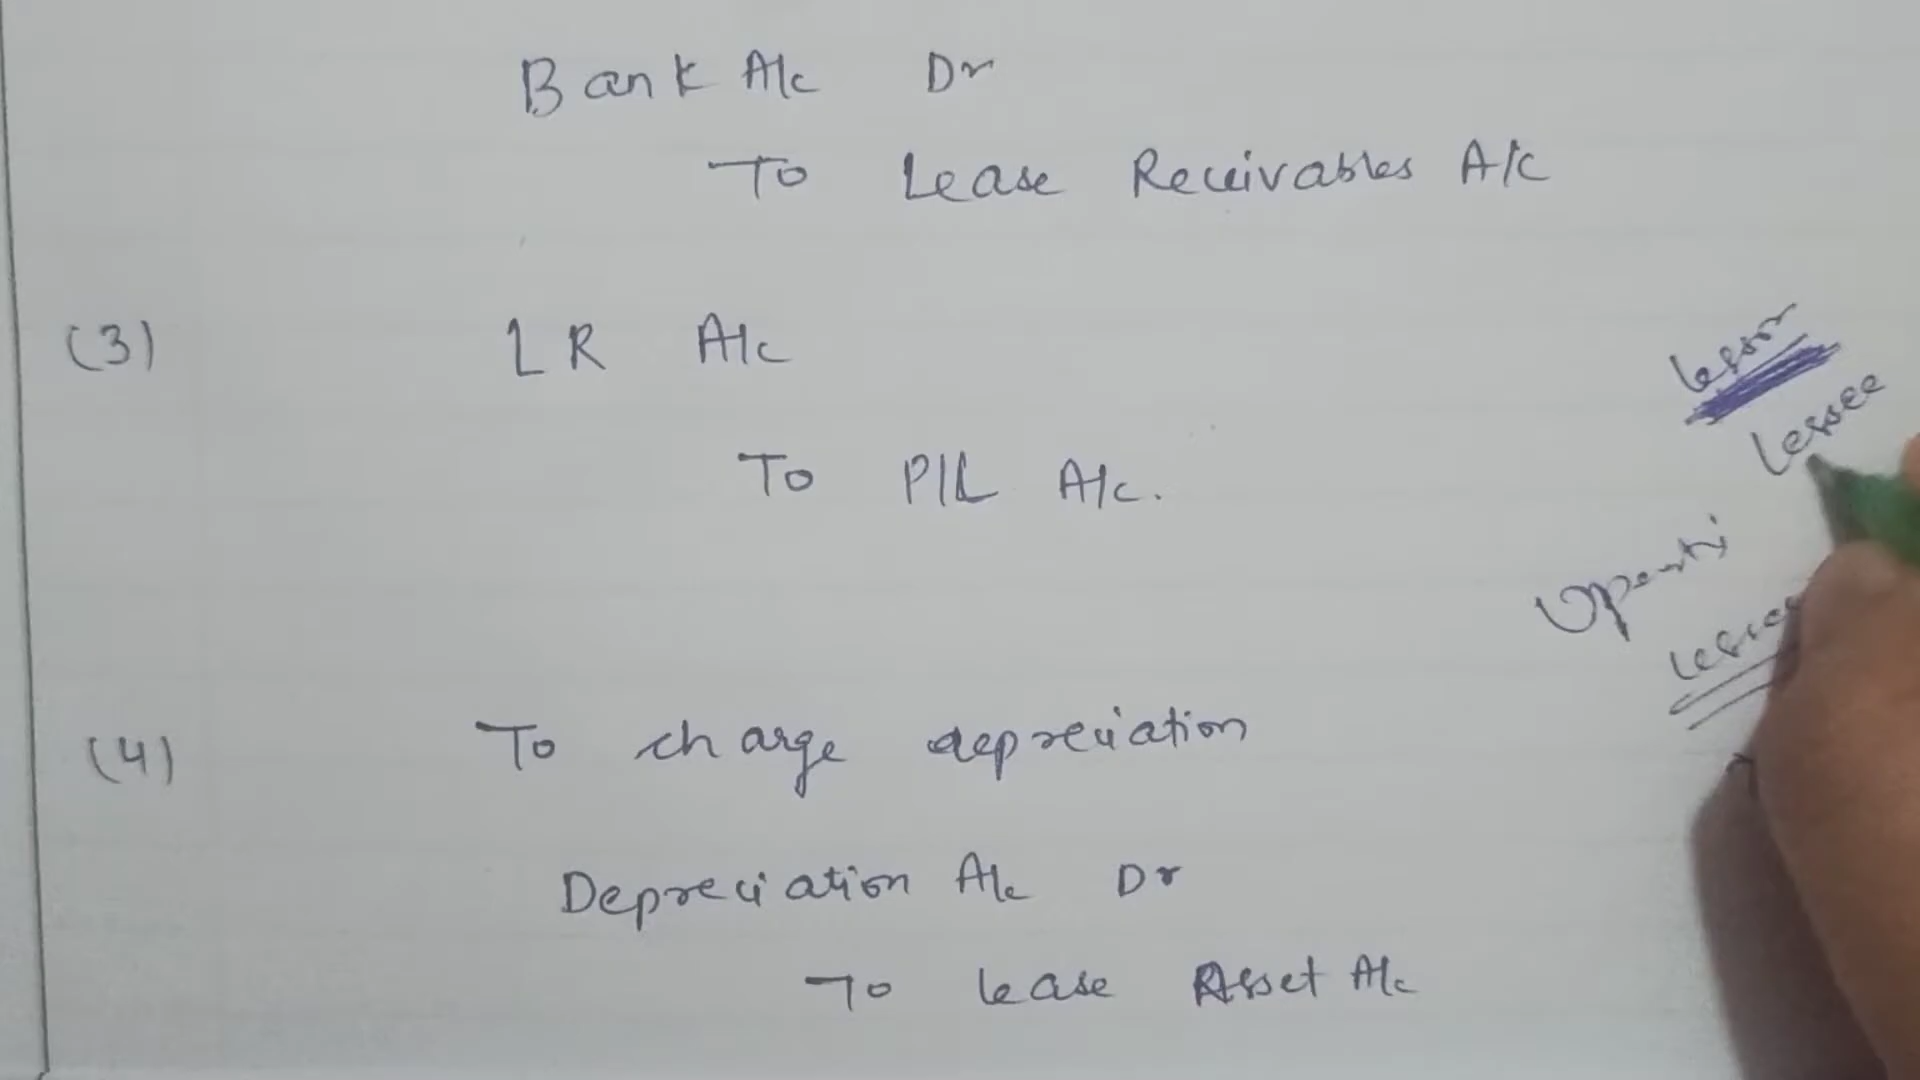 Bank A/c Dr
To Lease Receivables A/c
(3) LR A/c
To P/L A/c.
(4) To charge depreciation
Depreciation A/c Dr
To lease Asset A/c
lessor
Lessee